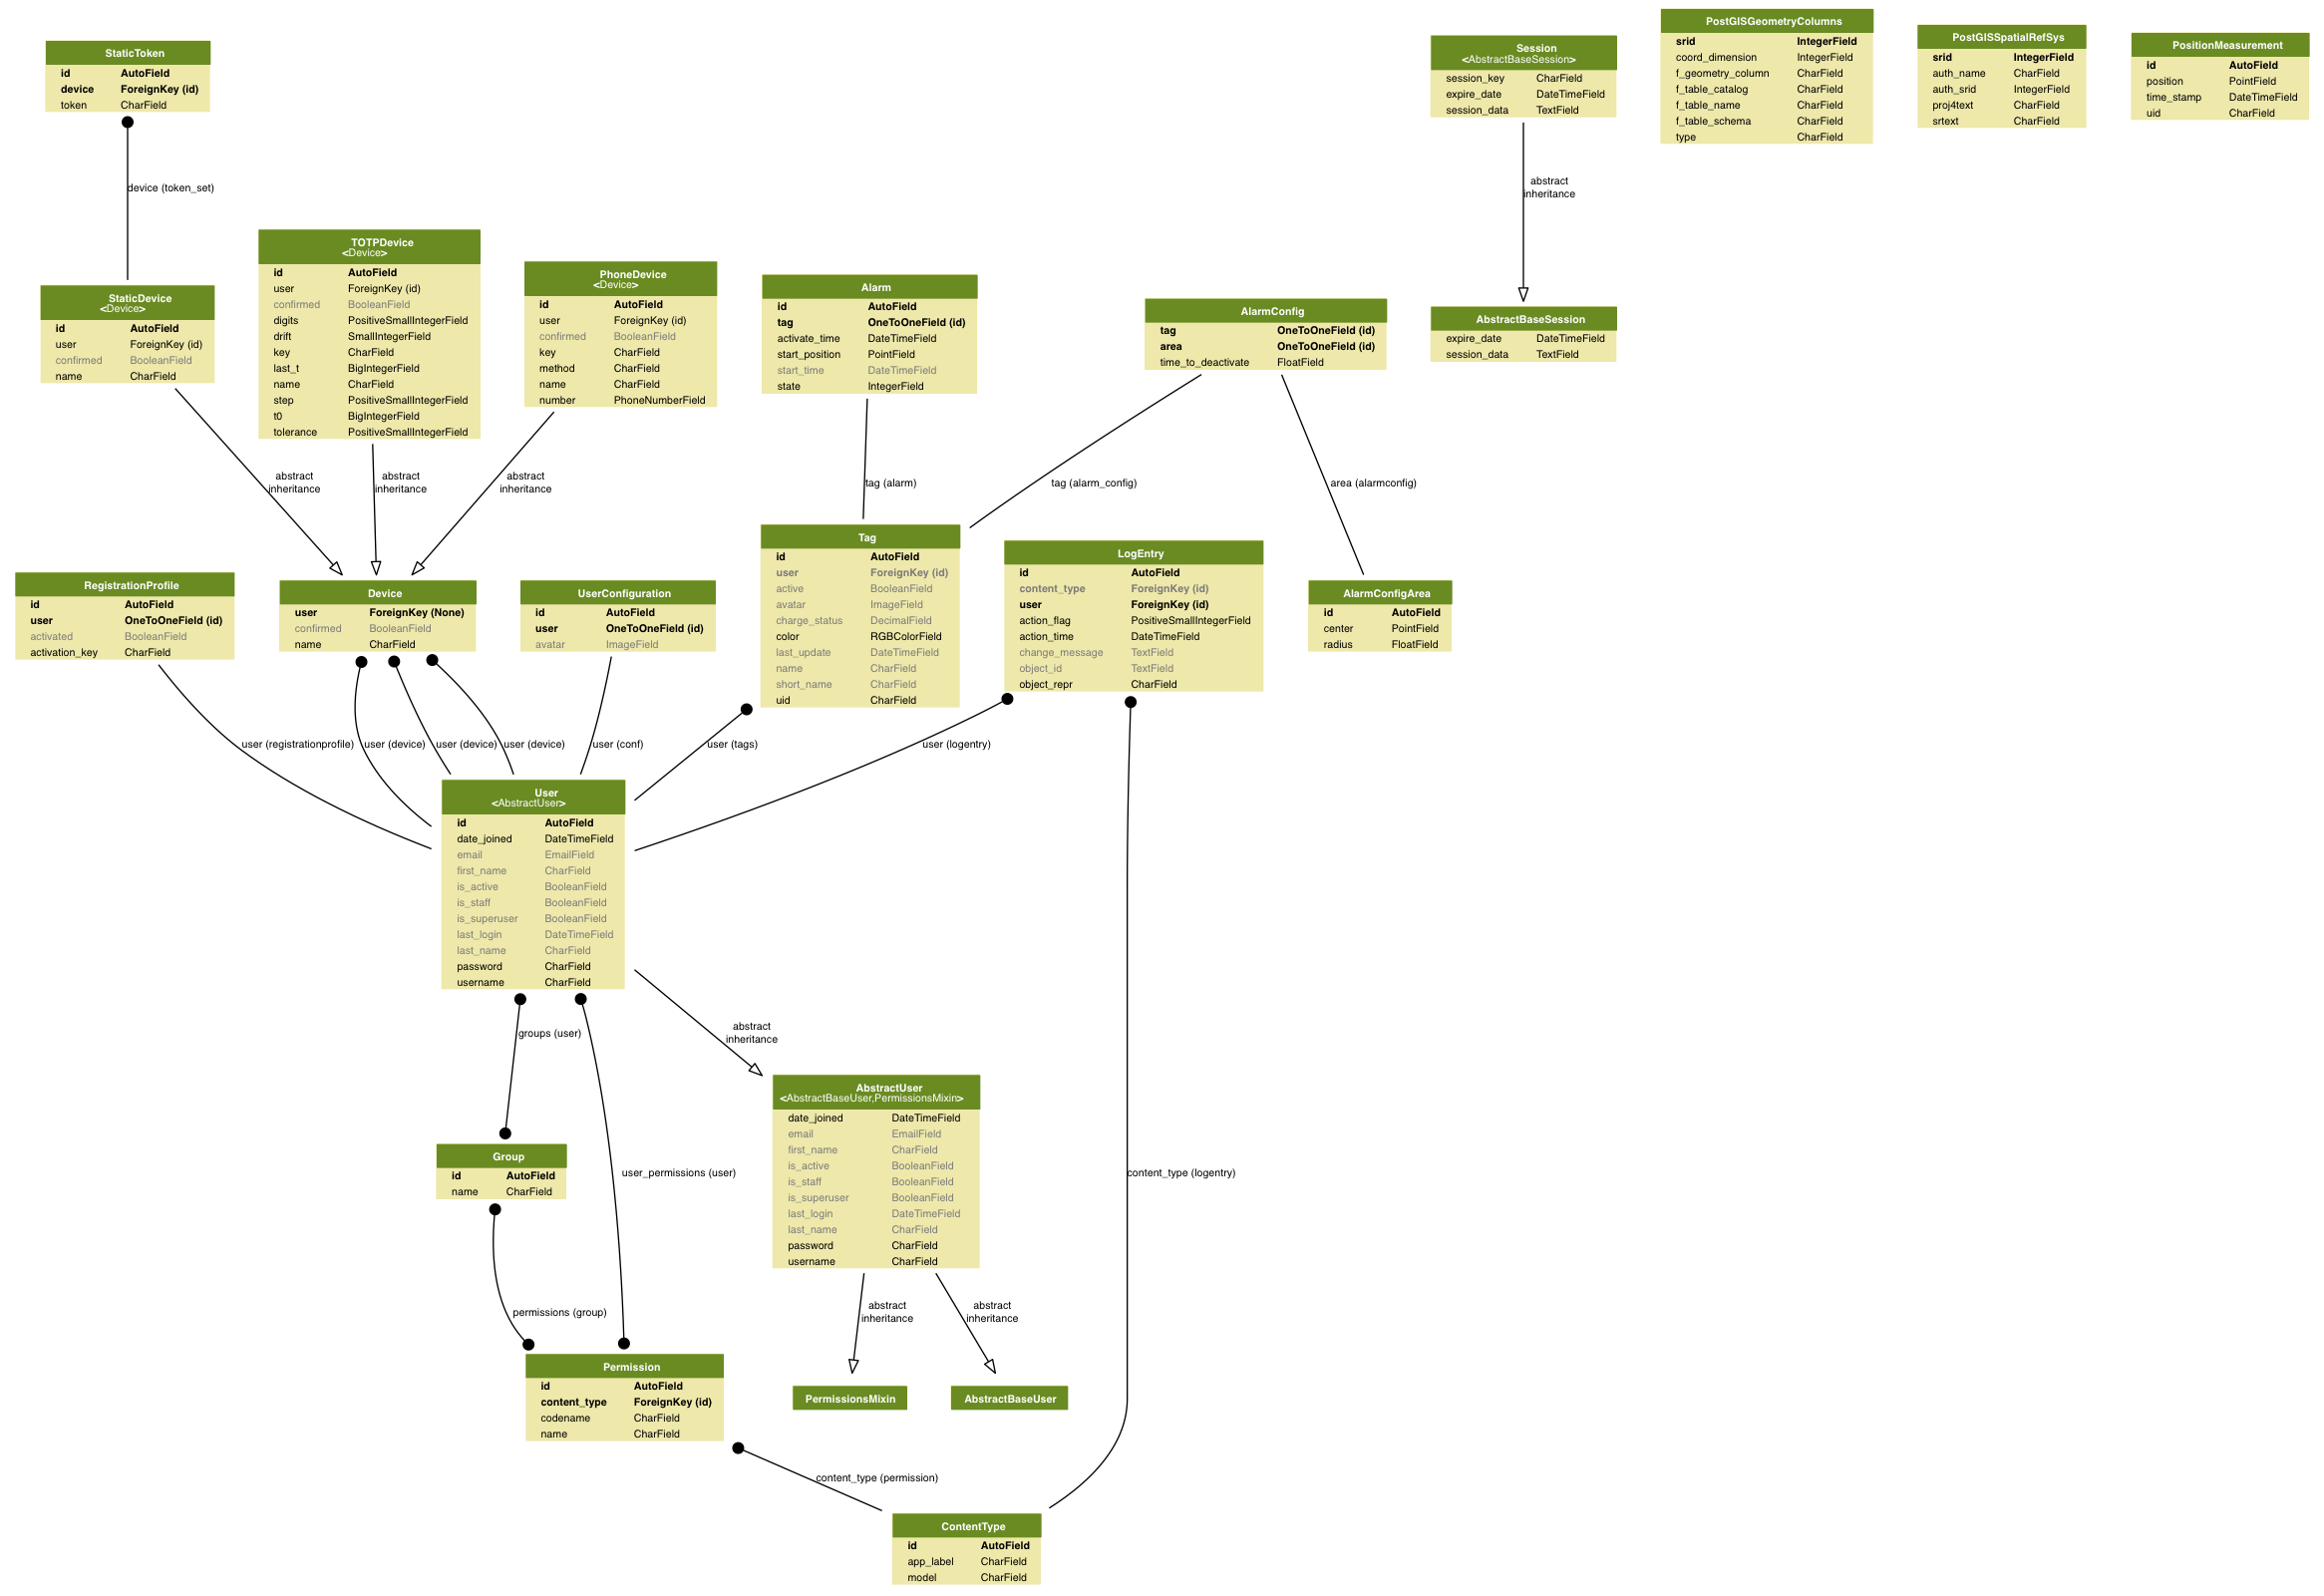 StaticToken
id AutoField
device ForeignKey (id)
token CharField
device (token_set)
StaticDevice
<Device>
id AutoField
user ForeignKey (id)
confirmed BooleanField
name CharField
abstract
inheritance
TOTPDevice
<Device>
id AutoField
user ForeignKey (id)
confirmed BooleanField
digits PositiveSmallIntegerField
drift SmallIntegerField
key CharField
last_t BigIntegerField
name CharField
step PositiveSmallIntegerField
t0 BigIntegerField
tolerance PositiveSmallIntegerField
abstract
inheritance
PhoneDevice
<Device>
id AutoField
user ForeignKey (id)
confirmed BooleanField
key CharField
method CharField
name CharField
number PhoneNumberField
abstract
inheritance
Alarm
id AutoField
tag OneToOneField (id)
activate_time DateTimeField
start_position PointField
start_time DateTimeField
state IntegerField
tag (alarm)
AlarmConfig
tag OneToOneField (id)
area OneToOneField (id)
time_to_deactivate FloatField
tag (alarm_config)
area (alarmconfig)
Session
<AbstractBaseSession>
session_key CharField
expire_date DateTimeField
session_data TextField
abstract
inheritance
AbstractBaseSession
expire_date DateTimeField
session_data TextField
PostGISGeometryColumns
srid IntegerField
coord_dimension IntegerField
f_geometry_column CharField
f_table_catalog CharField
f_table_name CharField
f_table_schema CharField
type CharField
PostGISSpatialRefSys
srid IntegerField
auth_name CharField
auth_srid IntegerField
proj4text CharField
srtext CharField
PositionMeasurement
id AutoField
position PointField
time_stamp DateTimeField
uid CharField
RegistrationProfile
id AutoField
user OneToOneField (id)
activated BooleanField
activation_key CharField
Device
user ForeignKey (None)
confirmed BooleanField
name CharField
UserConfiguration
id AutoField
user OneToOneField (id)
avatar ImageField
Tag
id AutoField
user ForeignKey (id)
active BooleanField
avatar ImageField
charge_status DecimalField
color RGBColorField
last_update DateTimeField
name CharField
short_name CharField
uid CharField
LogEntry
id AutoField
content_type ForeignKey (id)
user ForeignKey (id)
action_flag PositiveSmallIntegerField
action_time DateTimeField
change_message TextField
object_id TextField
object_repr CharField
AlarmConfigArea
id AutoField
center PointField
radius FloatField
user (registrationprofile)
user (device)
user (device)
user (device)
user (conf)
user (tags)
user (logentry)
User
<AbstractUser>
id AutoField
date_joined DateTimeField
email EmailField
first_name CharField
is_active BooleanField
is_staff BooleanField
is_superuser BooleanField
last_login DateTimeField
last_name CharField
password CharField
username CharField
groups (user)
abstract
inheritance
AbstractUser
<AbstractBaseUser,PermissionsMixin>
date_joined DateTimeField
email EmailField
first_name CharField
is_active BooleanField
is_staff BooleanField
is_superuser BooleanField
last_login DateTimeField
last_name CharField
password CharField
username CharField
Group
id AutoField
name CharField
user_permissions (user)
content_type (logentry)
permissions (group)
abstract
inheritance
abstract
inheritance
Permission
id AutoField
content_type ForeignKey (id)
codename CharField
name CharField
PermissionsMixin
AbstractBaseUser
content_type (permission)
ContentType
id AutoField
app_label CharField
model CharField